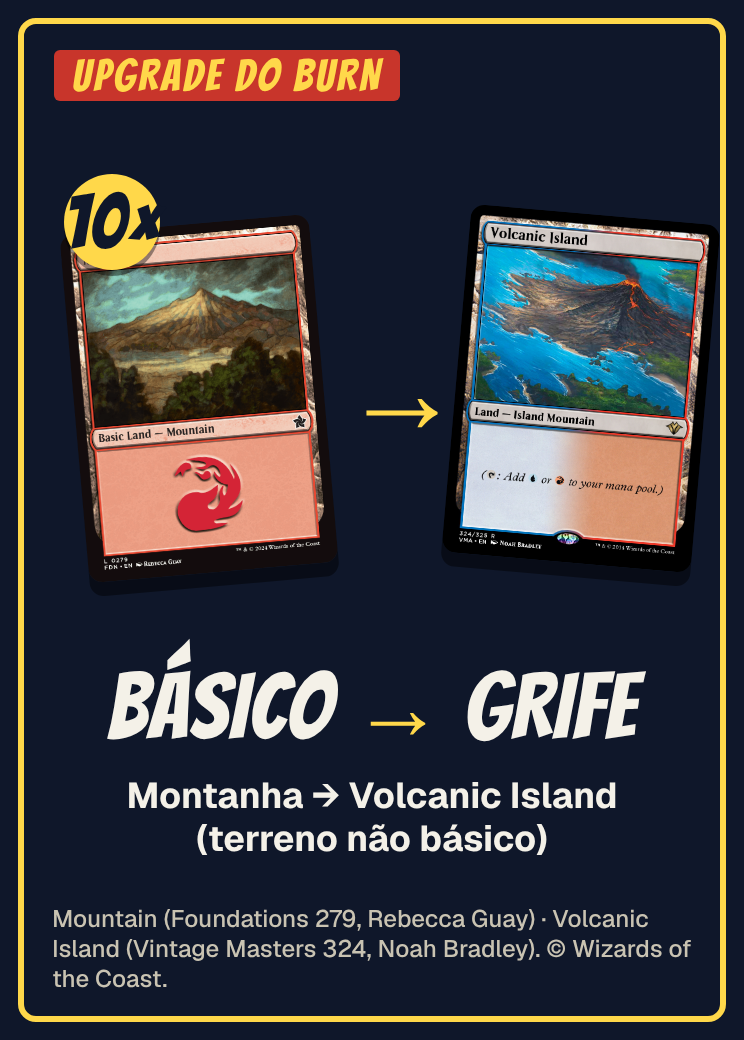 UPGRADE DO BURN
10x
Basic Land — Mountain
L 0279
FDN • EN Rebecca Guay
™ & © 2024 Wizards of the Coast
Volcanic Island
Land — Island Mountain
( : Add or to your mana pool.)
324/325 R
VMA • EN Noah Bradley
™ & © 2014 Wizards of the Coast
→
BÁSICO → GRIFE
Montanha → Volcanic Island
(terreno não básico)
Mountain (Foundations 279, Rebecca Guay) · Volcanic
Island (Vintage Masters 324, Noah Bradley). © Wizards of
the Coast.